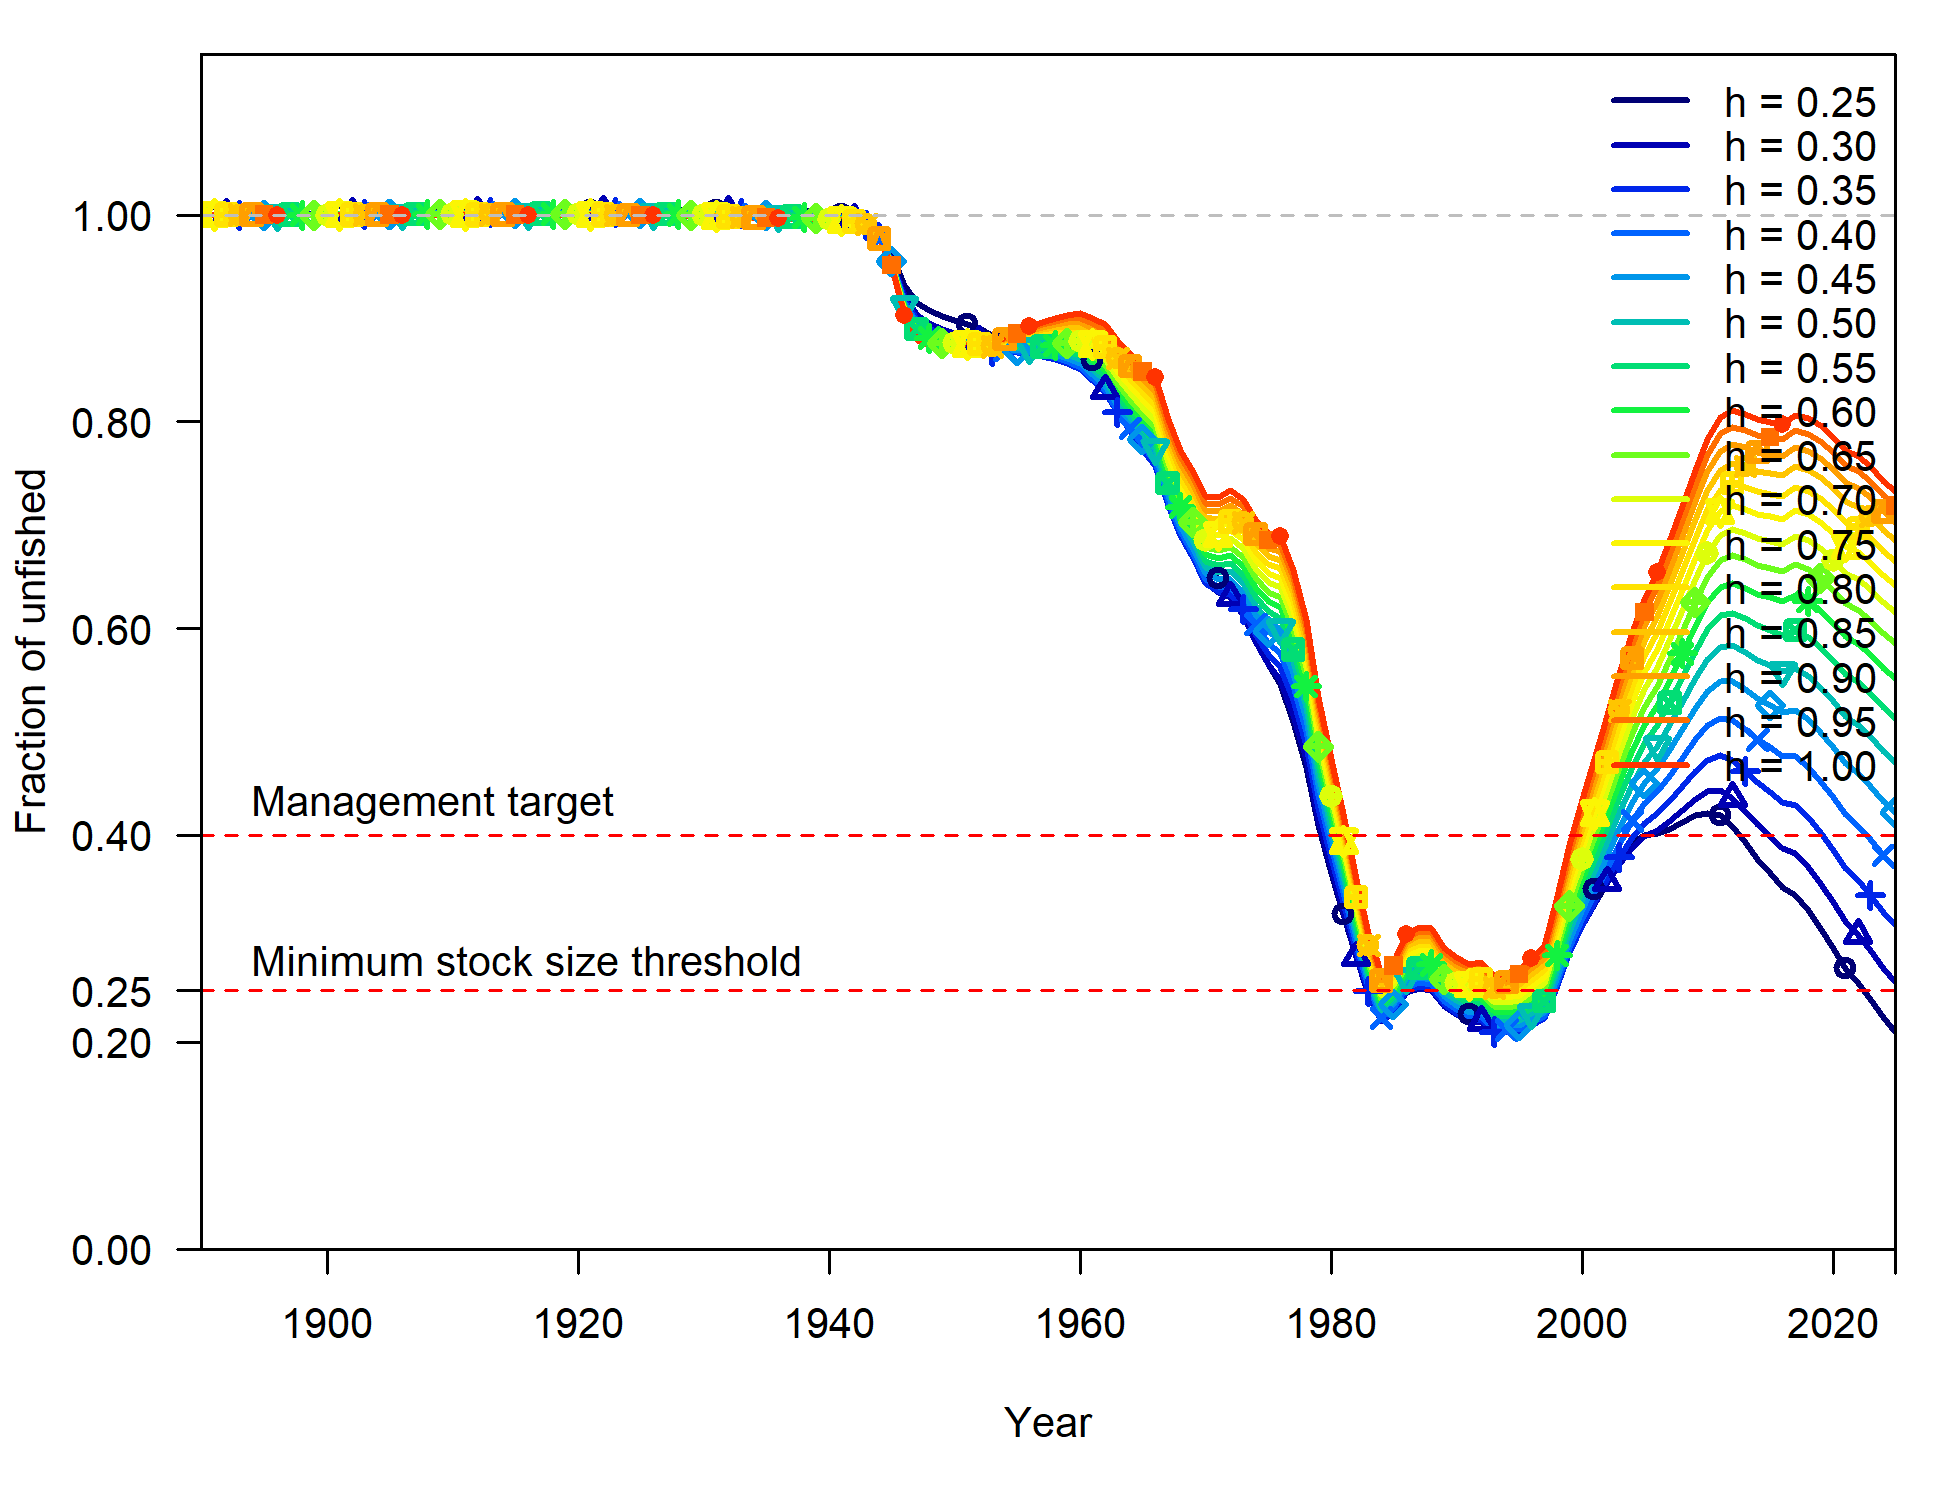 h = 0.25
h = 0.30
h = 0.35
h = 0.40
h = 0.45
h = 0.50
h = 0.55
h = 0.60
h = 0.65
h = 0.70
h = 0.75
h = 0.80
h = 0.85
h = 0.90
h = 0.95
h = 1.00
1.00
0.80
0.60
0.40
0.25
0.20
0.00
Fraction of unfished
Management target
Minimum stock size threshold
1900 1920 1940 1960 1980 2000 2020
Year